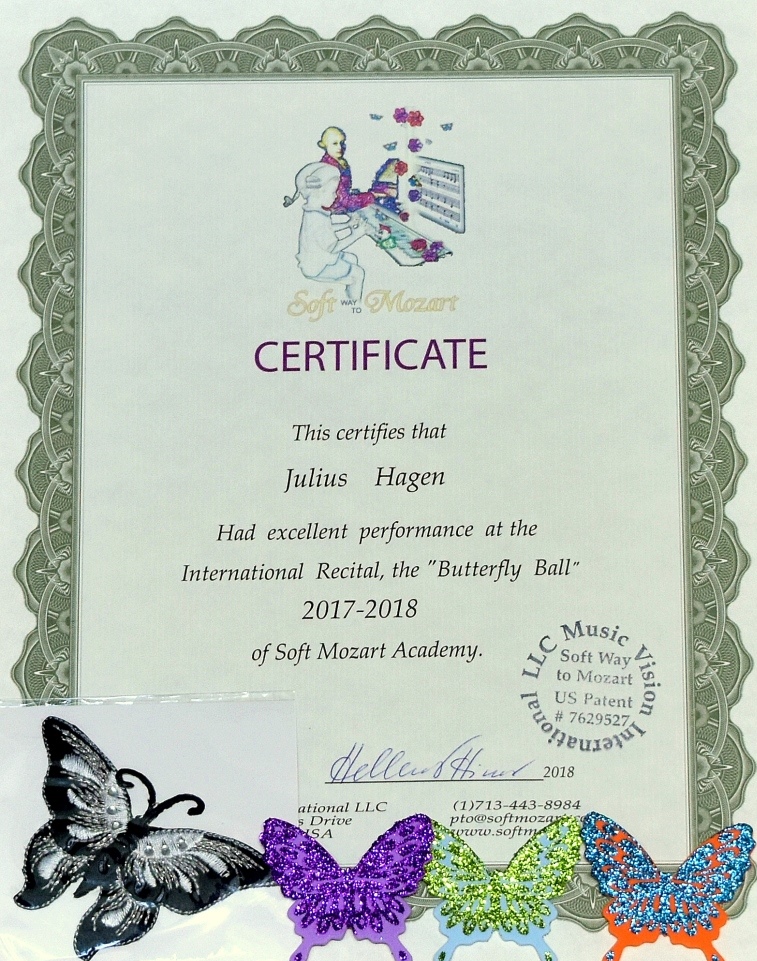 Soft WAY TO Mozart
CERTIFICATE
This certifies that
Julius Hagen
Had excellent performance at the
International Recital, the "Butterfly Ball"
2017-2018
of Soft Mozart Academy.
LLC Music Vision International
Soft Way
to Mozart
US Patent
# 7629527
2018
ational LLC
(1)713-443-8984
s Drive
pto@softmozart.c
USA
www.softm